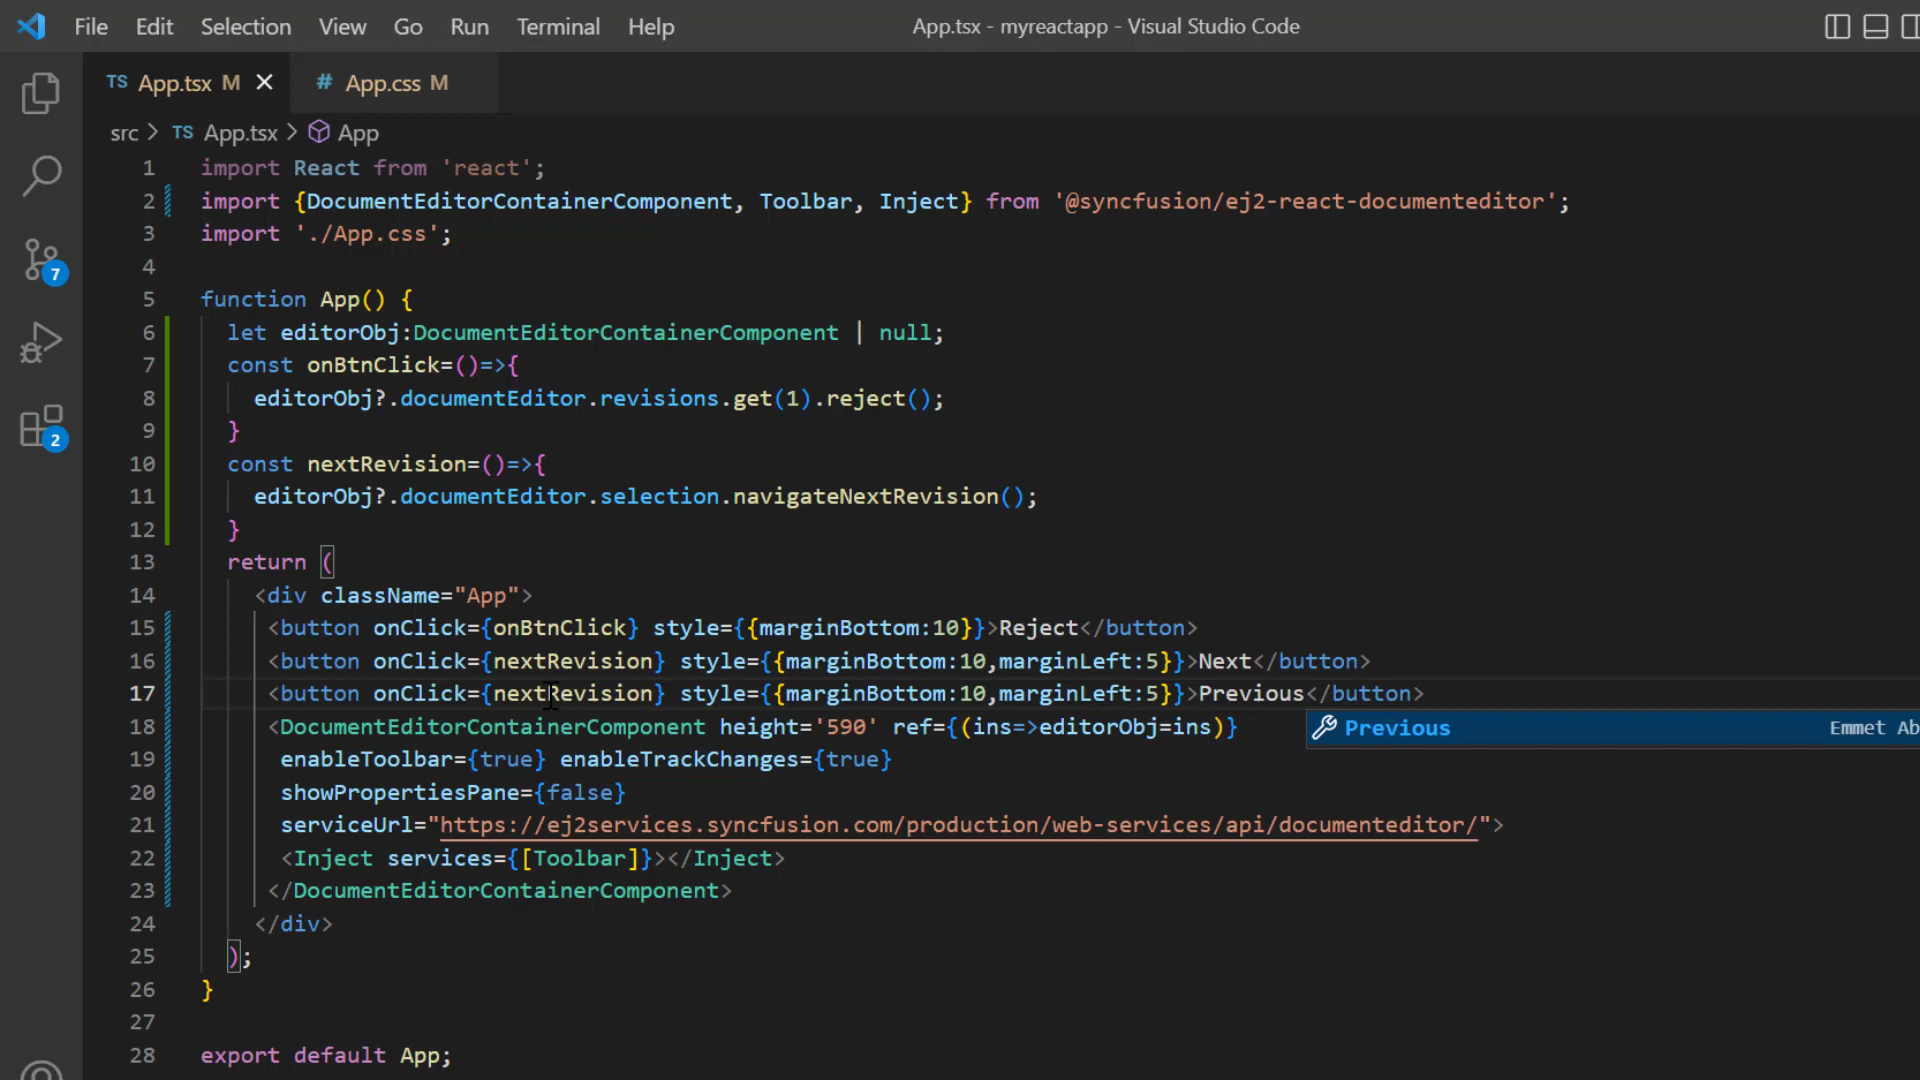 File Edit Selection View Go Run Terminal Help App.tsx - myreactapp - Visual Studio Code
TS App.tsx M # App.css M
src > TS App.tsx > App
1 import React from 'react';
2 import {DocumentEditorContainerComponent, Toolbar, Inject} from '@syncfusion/ej2-react-documenteditor';
3 import './App.css';
4
5 function App() {
6 let editorObj:DocumentEditorContainerComponent | null;
7 const onBtnClick=()=>{
8 editorObj?.documentEditor.revisions.get(1).reject();
9 }
10 const nextRevision=()=>{
11 editorObj?.documentEditor.selection.navigateNextRevision();
12 }
13 return (
14 <div className="App">
15 <button onClick={onBtnClick} style={{marginBottom:10}}>Reject</button>
16 <button onClick={nextRevision} style={{marginBottom:10,marginLeft:5}}>Next</button>
17 <button onClick={nextRevision} style={{marginBottom:10,marginLeft:5}}>Previous</button>
18 <DocumentEditorContainerComponent height='590' ref={(ins=>editorObj=ins)}
Previous Emmet Ab
19 enableToolbar={true} enableTrackChanges={true}
20 showPropertiesPane={false}
21 serviceUrl="https://ej2services.syncfusion.com/production/web-services/api/documenteditor/">
22 <Inject services={[Toolbar]}></Inject>
23 </DocumentEditorContainerComponent>
24 </div>
25 );
26 }
27
28 export default App;
7
2